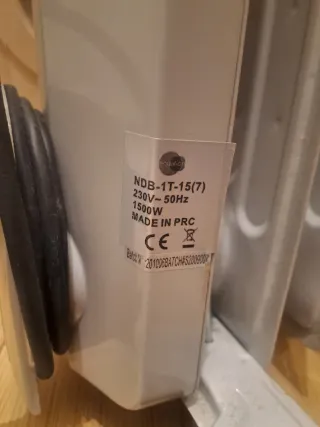 NDB-1T-15(7)
230V~50Hz
1500W
MADE IN PRC
CE